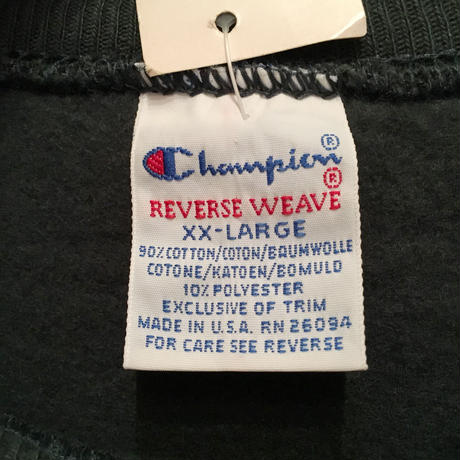 Champion ®
REVERSE WEAVE ®
XX-LARGE
90% COTTON/COTON/BAUMWOLLE
COTONE/KATOEN/BOMULD
10% POLYESTER
EXCLUSIVE OF TRIM
MADE IN U.S.A. RN 26094
FOR CARE SEE REVERSE